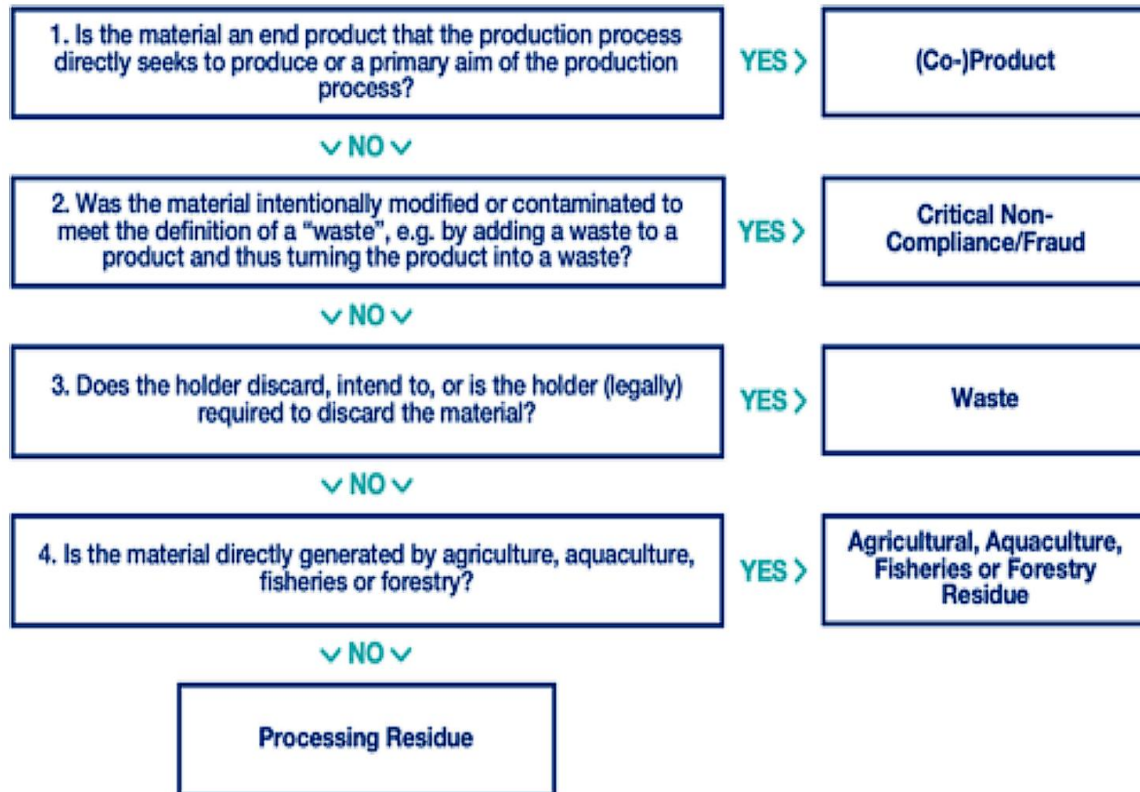 1. Is the material an end product that the production process
directly seeks to produce or a primary aim of the production
process?
YES >
(Co-)Product
NO
2. Was the material intentionally modified or contaminated to
meet the definition of a “waste”, e.g. by adding a waste to a
product and thus turning the product into a waste?
YES >
Critical Non-
Compliance/Fraud
NO
3. Does the holder discard, intend to, or is the holder (legally)
required to discard the material?
YES >
Waste
NO
4. Is the material directly generated by agriculture, aquaculture,
fisheries or forestry?
YES >
Agricultural, Aquaculture,
Fisheries or Forestry
Residue
NO
Processing Residue